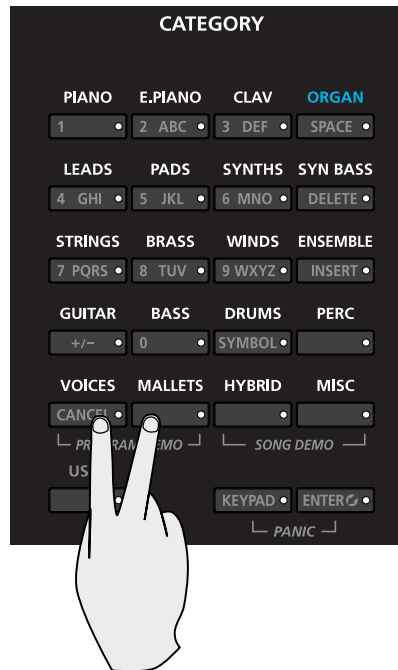 CATEGORY
PIANO E.PIANO CLAV ORGAN
1 2 ABC 3 DEF SPACE
LEADS PADS SYNTHS SYN BASS
4 GHI 5 JKL 6 MNO DELETE
STRINGS BRASS WINDS ENSEMBLE
7 PQRS 8 TUV 9 WXYZ INSERT
GUITAR BASS DRUMS PERC
+/− 0 SYMBOL
VOICES MALLETS HYBRID MISC
CANCEL
SONG DEMO
US
KEYPAD ENTER
PANIC